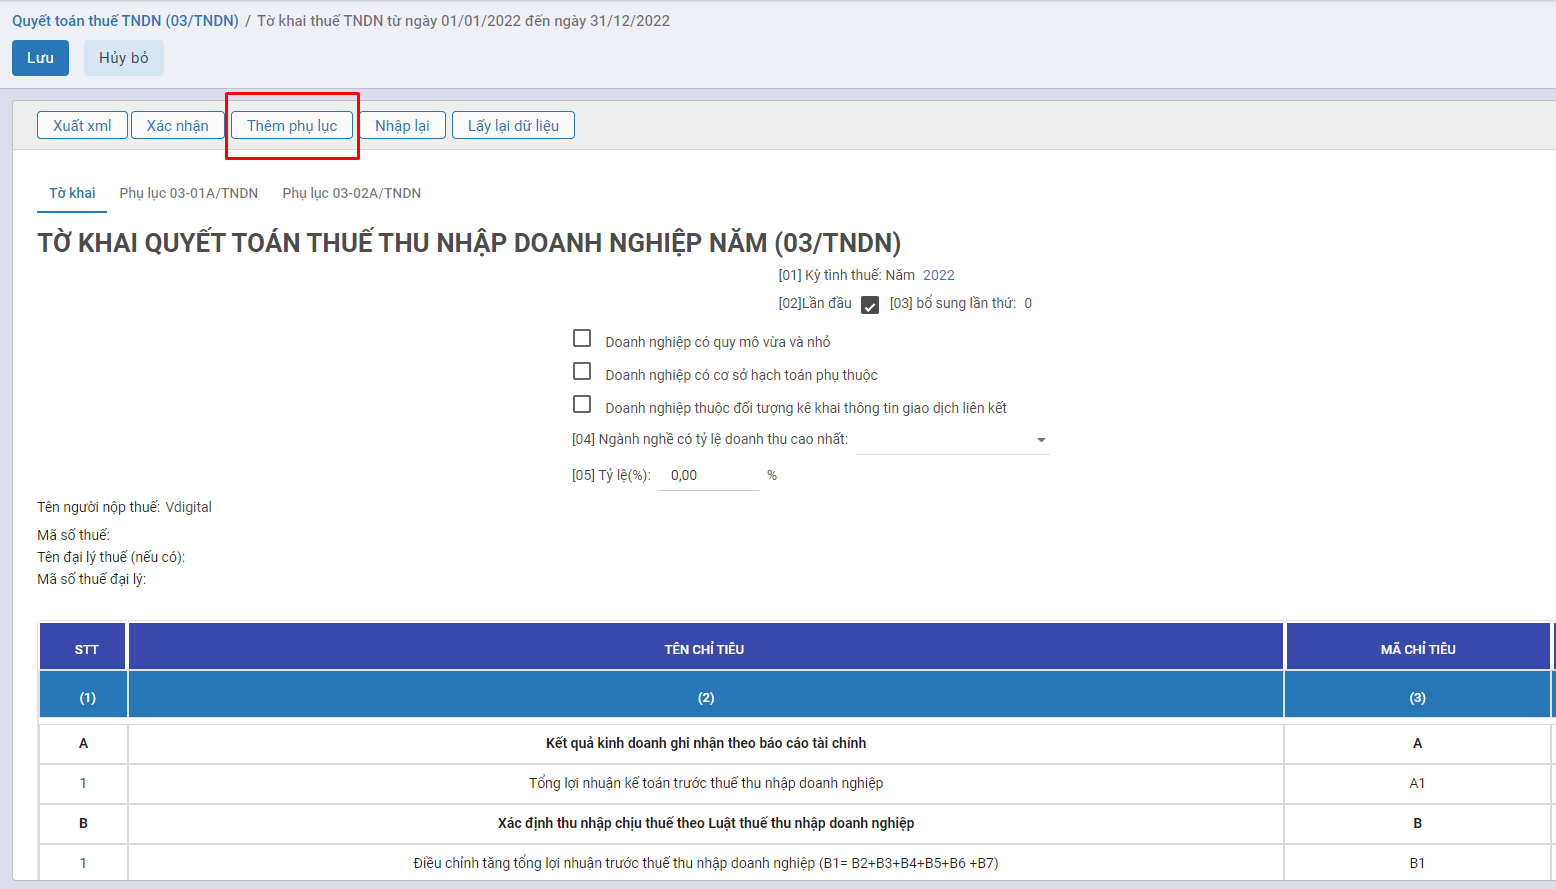 Quyết toán thuế TNDN (03/TNDN) / Tờ khai thuế TNDN từ ngày 01/01/2022 đến ngày 31/12/2022
Lưu Hủy bỏ
Xuất xml Xác nhận Thêm phụ lục Nhập lại Lấy lại dữ liệu
Tờ khai Phụ lục 03-01A/TNDN Phụ lục 03-02A/TNDN
TỜ KHAI QUYẾT TOÁN THUẾ THU NHẬP DOANH NGHIỆP NĂM (03/TNDN)
[01] Kỳ tình thuế: Năm 2022
[02]Lần đầu [03] bổ sung lần thứ: 0
Doanh nghiệp có quy mô vừa và nhỏ
Doanh nghiệp có cơ sở hạch toán phụ thuộc
Doanh nghiệp thuộc đối tượng kê khai thông tin giao dịch liên kết
[04] Ngành nghề có tỷ lệ doanh thu cao nhất:
[05] Tỷ lệ(%): 0,00 %
Tên người nộp thuế: Vdigital
Mã số thuế:
Tên đại lý thuế (nếu có):
Mã số thuế đại lý:
STT TÊN CHỈ TIÊU MÃ CHỈ TIÊU
(1) (2) (3)
A Kết quả kinh doanh ghi nhận theo báo cáo tài chính A
1 Tổng lợi nhuận kế toán trước thuế thu nhập doanh nghiệp A1
B Xác định thu nhập chịu thuế theo Luật thuế thu nhập doanh nghiệp B
1 Điều chỉnh tăng tổng lợi nhuận trước thuế thu nhập doanh nghiệp (B1= B2+B3+B4+B5+B6 +B7) B1